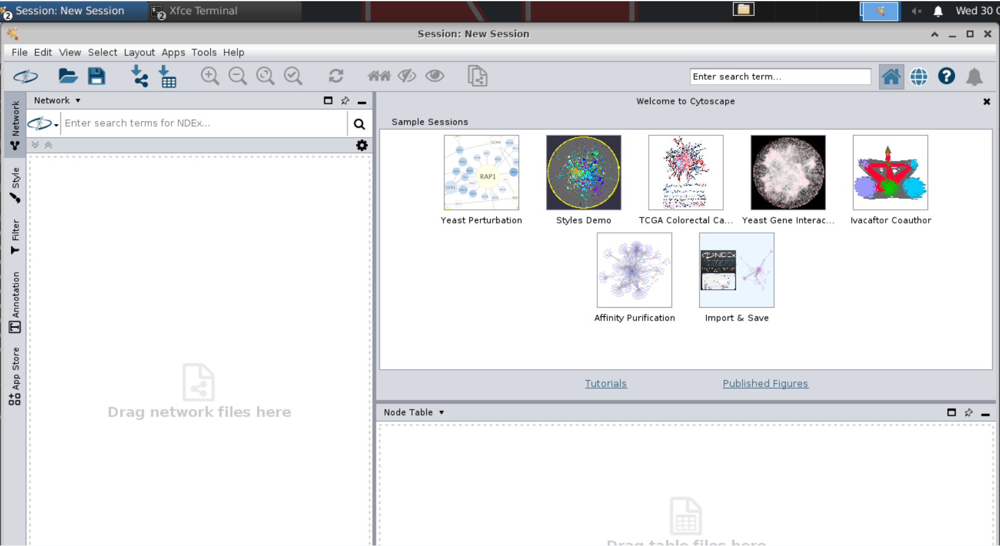 Session: New Session
Xfce Terminal
Wed 30
Session: New Session
File Edit View Select Layout Apps Tools Help
Enter search term...
Network
Style
Filter
Annotation
App Store
Network
Enter search terms for NDEx...
Drag network files here
Welcome to Cytoscape
Sample Sessions
GCN4
RAP1
GCR1
Yeast Perturbation
Styles Demo
TCGA Colorectal Ca...
Yeast Gene Interac...
Ivacaftor Coauthor
NDEx
Affinity Purification
Import & Save
Tutorials
Published Figures
Node Table
Drag table files here